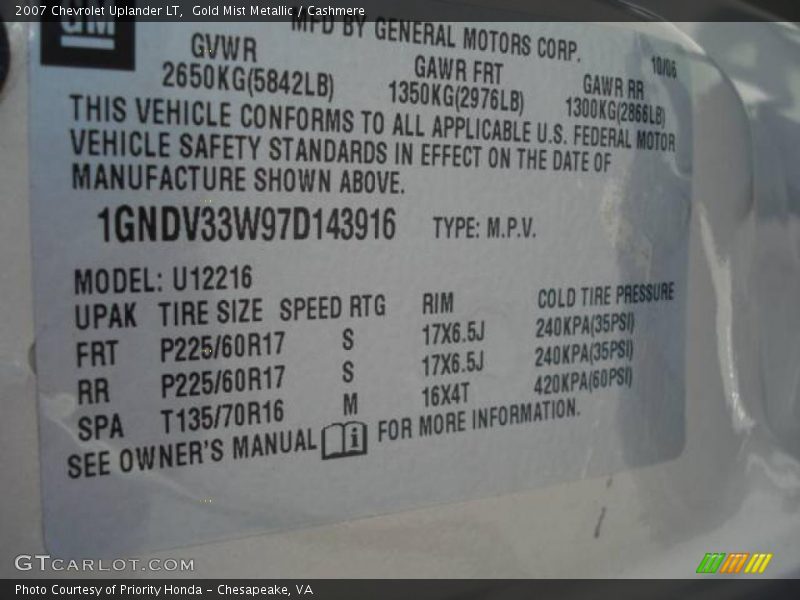 2007 Chevrolet Uplander LT,  Gold Mist Metallic / Cashmere
GM
MFD BY GENERAL MOTORS CORP.
10/06
GVWR GAWR FRT GAWR RR
2650KG(5842LB) 1350KG(2976LB) 1300KG(2866LB)
THIS VEHICLE CONFORMS TO ALL APPLICABLE U.S. FEDERAL MOTOR
VEHICLE SAFETY STANDARDS IN EFFECT ON THE DATE OF
MANUFACTURE SHOWN ABOVE.
1GNDV33W97D143916 TYPE: M.P.V.
MODEL: U12216
UPAK TIRE SIZE SPEED RTG RIM COLD TIRE PRESSURE
FRT P225/60R17 S 17X6.5J 240KPA(35PSI)
RR P225/60R17 S 17X6.5J 240KPA(35PSI)
SPA T135/70R16 M 16X4T 420KPA(60PSI)
SEE OWNER'S MANUAL i FOR MORE INFORMATION.
GTCARLOT.COM
Photo Courtesy of Priority Honda - Chesapeake, VA